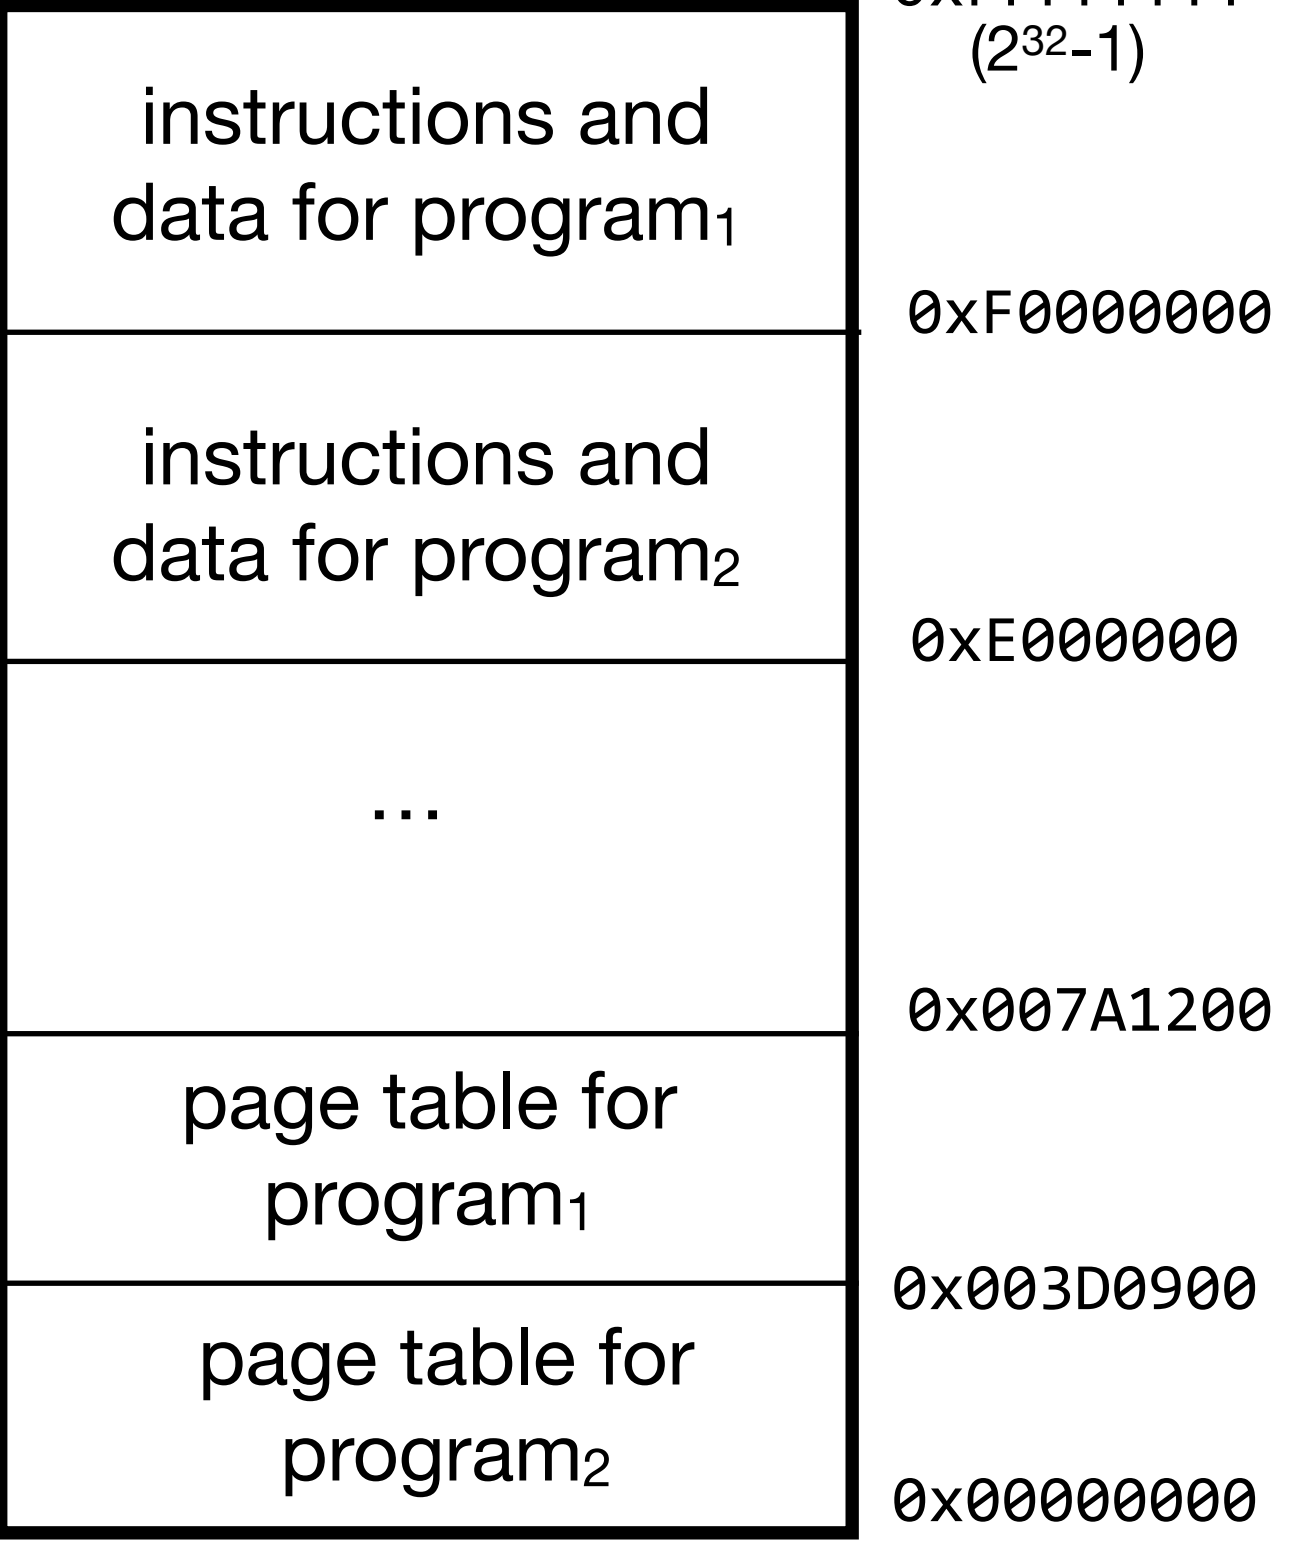 (2³²-1)
instructions and
data for program₁
0xF0000000
instructions and
data for program₂
0xE000000
...
0x007A1200
page table for
program₁
0x003D0900
page table for
program₂
0x00000000